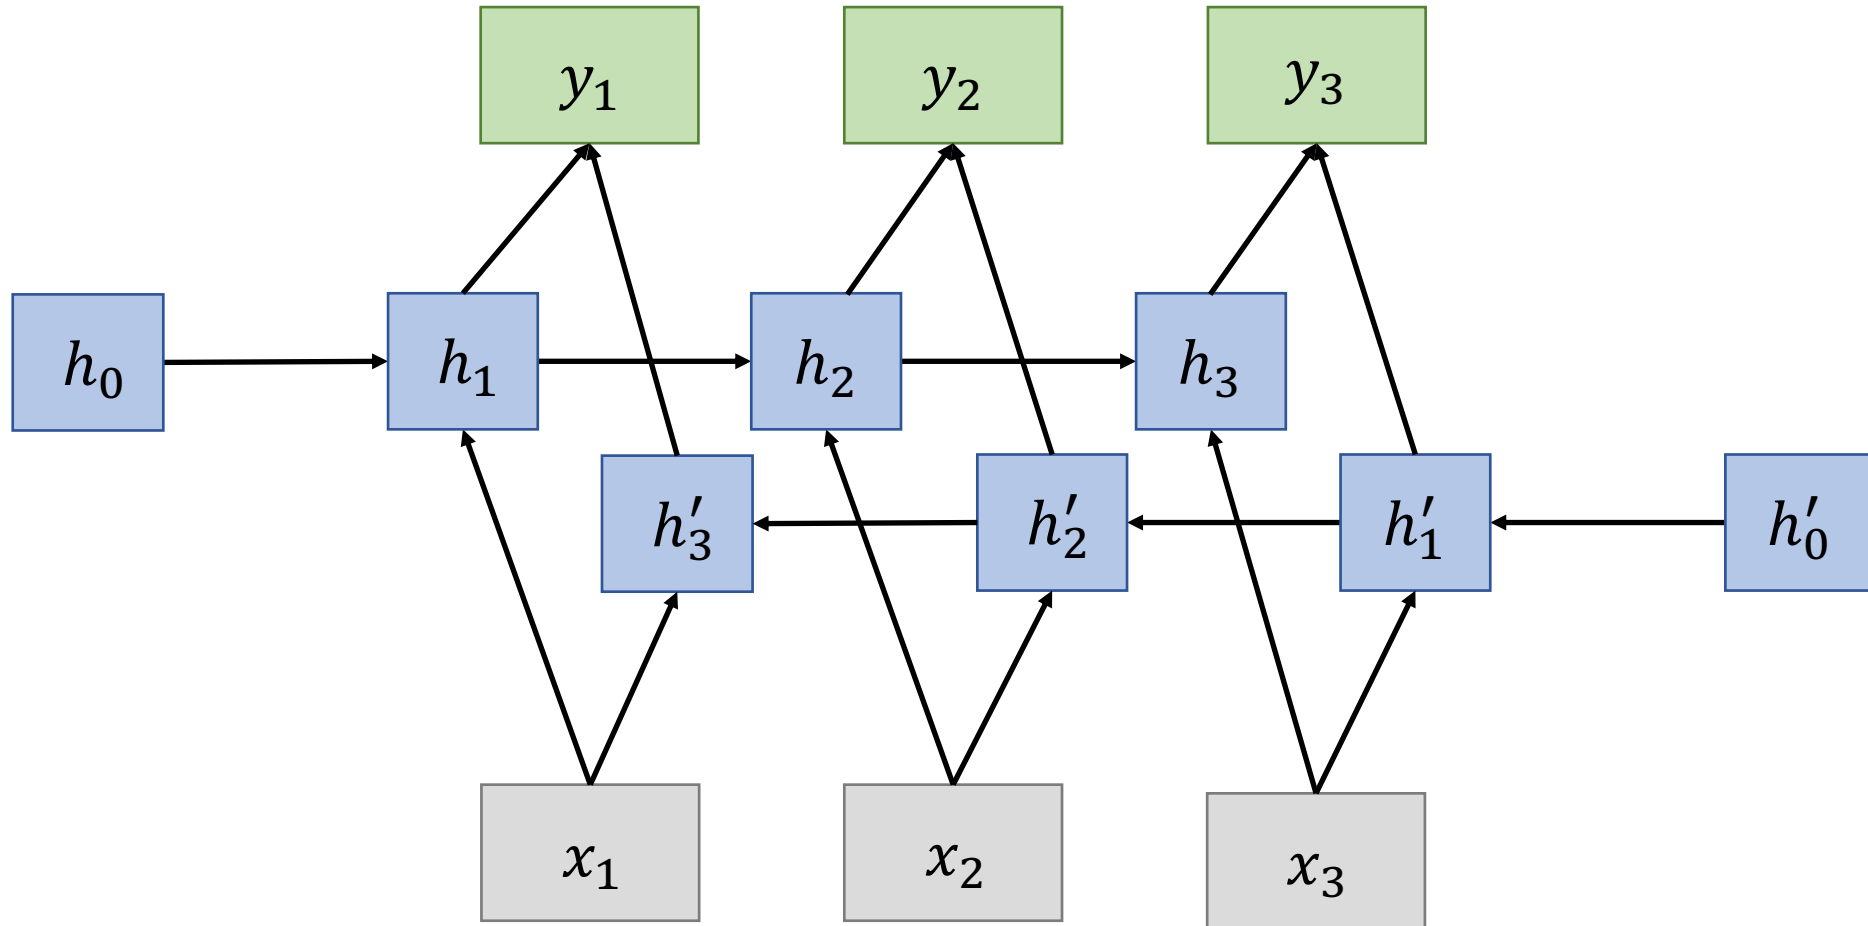 y₁ y₂ y₃
h₀ h₁ h₂ h₃
h′₃ h′₂ h′₁ h′₀
x₁ x₂ x₃